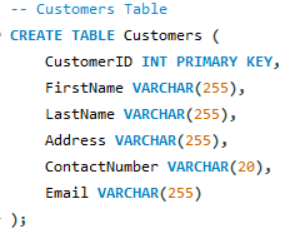 -- Customers Table
CREATE TABLE Customers (
CustomerID INT PRIMARY KEY,
FirstName VARCHAR(255),
LastName VARCHAR(255),
Address VARCHAR(255),
ContactNumber VARCHAR(20),
Email VARCHAR(255)
);